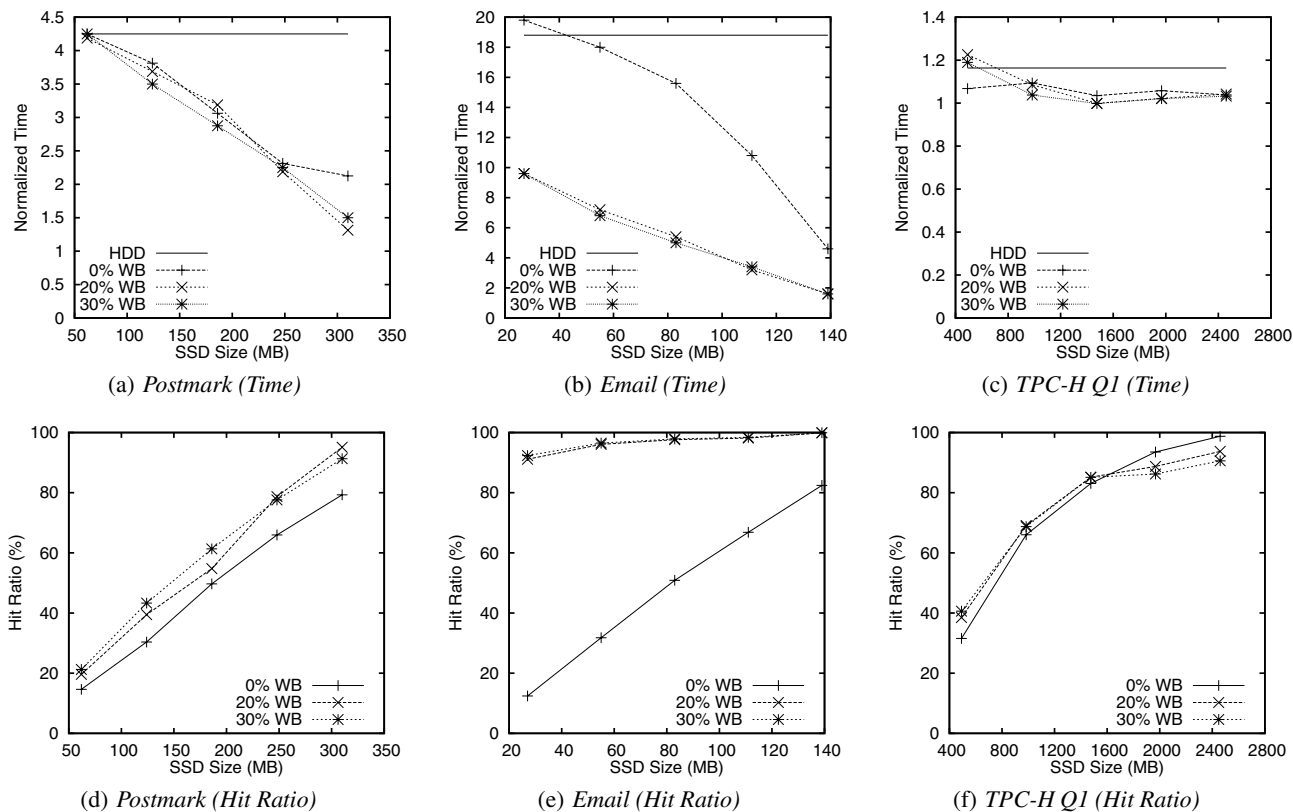 4.5
4
3.5
3
2.5
2
1.5
1
0.5
0
Normalized Time
HDD
0% WB
20% WB
30% WB
50 100 150 200 250 300 350
SSD Size (MB)
(a) Postmark (Time)
20
18
16
14
12
10
8
6
4
2
0
Normalized Time
HDD
0% WB
20% WB
30% WB
20 40 60 80 100 120 140
SSD Size (MB)
(b) Email (Time)
1.4
1.2
1
0.8
0.6
0.4
0.2
0
Normalized Time
HDD
0% WB
20% WB
30% WB
400 800 1200 1600 2000 2400 2800
SSD Size (MB)
(c) TPC-H Q1 (Time)
100
80
60
40
20
0
Hit Ratio (%)
0% WB
20% WB
30% WB
50 100 150 200 250 300 350
SSD Size (MB)
(d) Postmark (Hit Ratio)
100
80
60
40
20
0
Hit Ratio (%)
0% WB
20% WB
30% WB
20 40 60 80 100 120 140
SSD Size (MB)
(e) Email (Hit Ratio)
100
80
60
40
20
0
Hit Ratio (%)
0% WB
20% WB
30% WB
400 800 1200 1600 2000 2400 2800
SSD Size (MB)
(f) TPC-H Q1 (Hit Ratio)